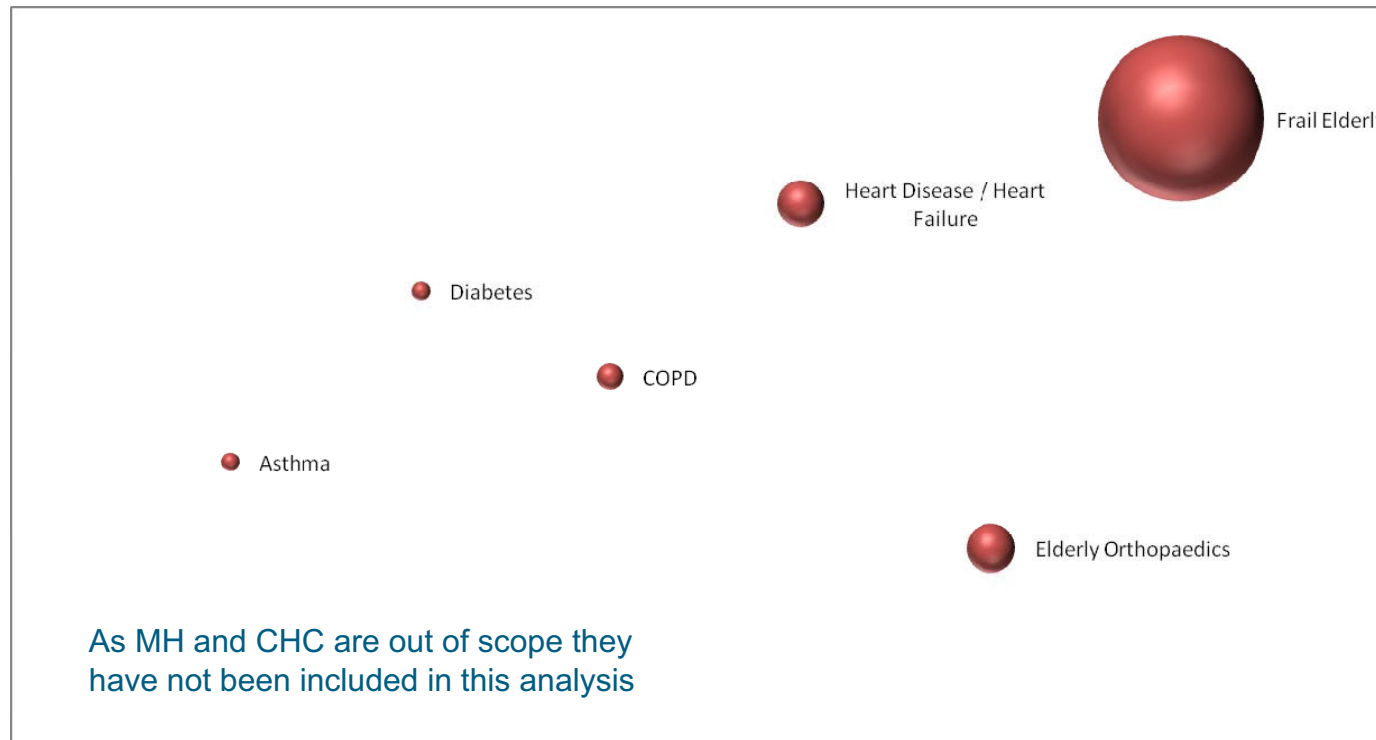 Frail Elderl
Heart Disease / Heart
Failure
Diabetes
COPD
Asthma
Elderly Orthopaedics
As MH and CHC are out of scope they
have not been included in this analysis